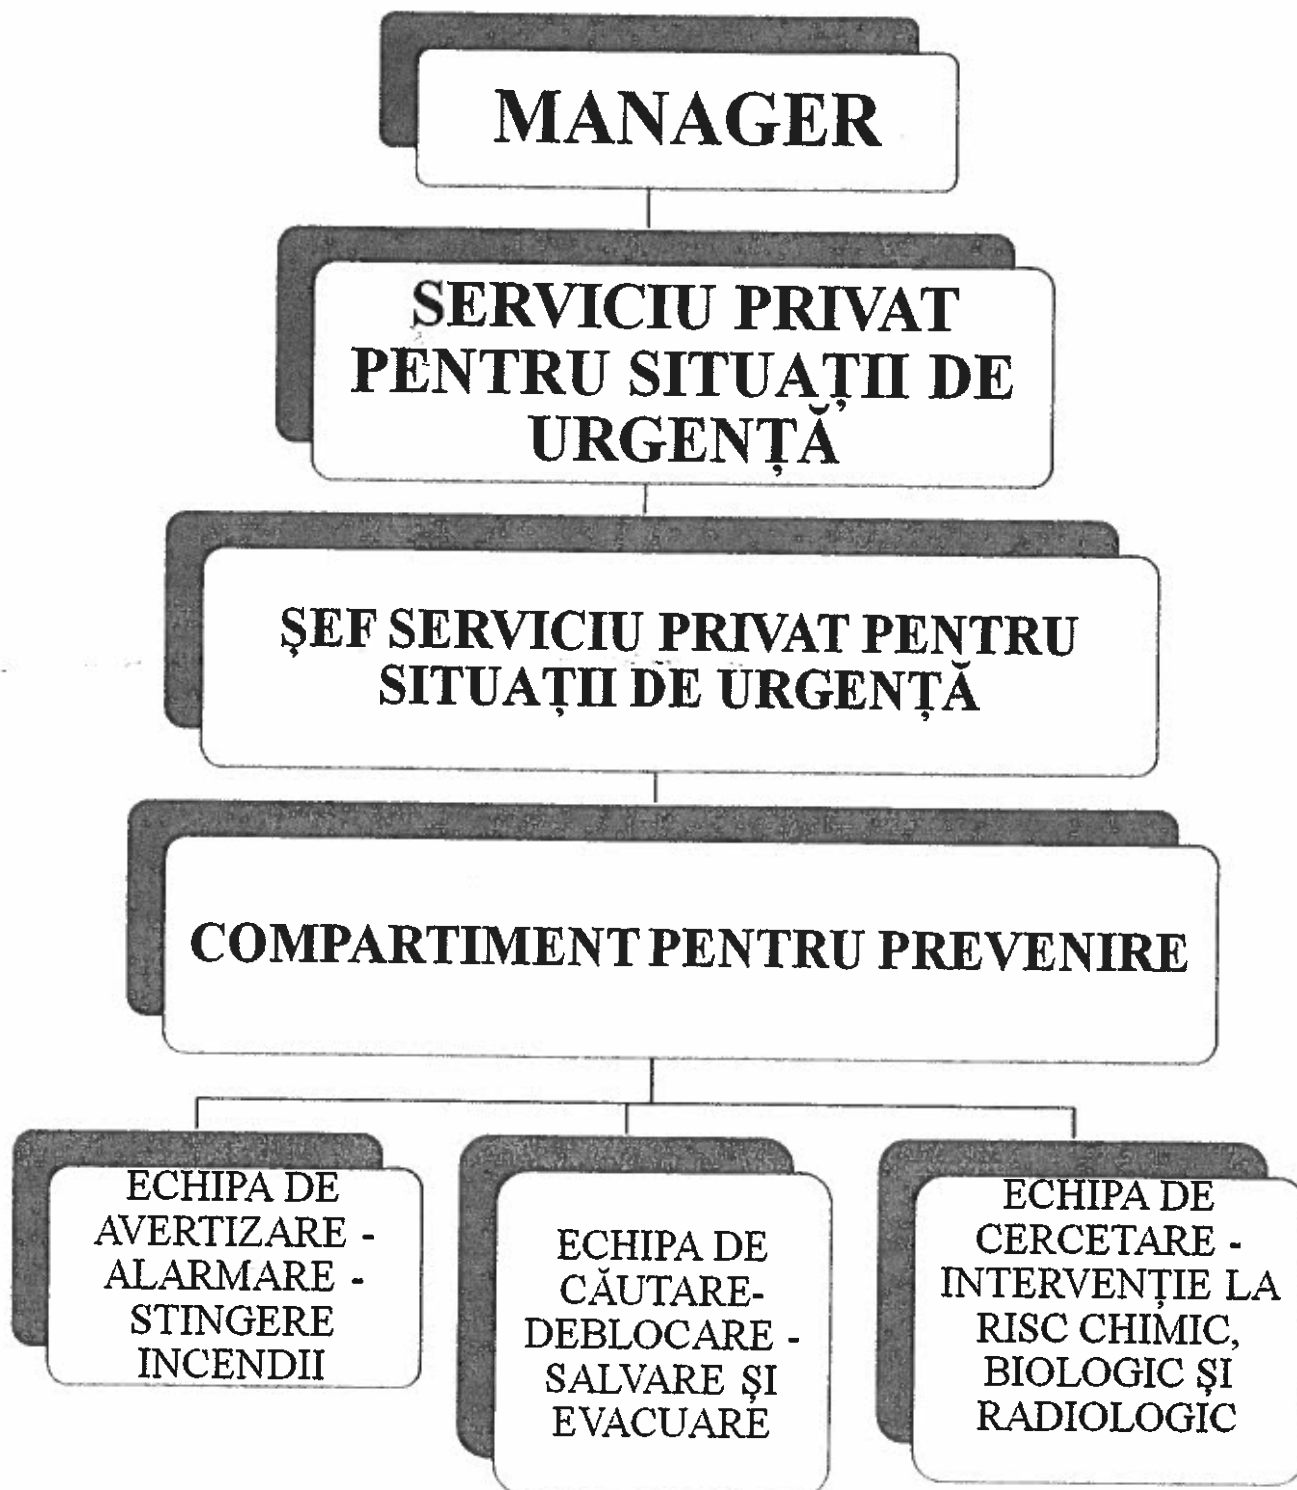 MANAGER
SERVICIU PRIVAT
PENTRU SITUAȚII DE
URGENȚĂ
ȘEF SERVICIU PRIVAT PENTRU
SITUAȚII DE URGENȚĂ
COMPARTIMENT PENTRU PREVENIRE
ECHIPA DE
AVERTIZARE -
ALARMARE -
STINGERE
INCENDII
ECHIPA DE
CĂUTARE-
DEBLOCARE -
SALVARE ȘI
EVACUARE
ECHIPA DE
CERCETARE -
INTERVENȚIE LA
RISC CHIMIC,
BIOLOGIC ȘI
RADIOLOGIC